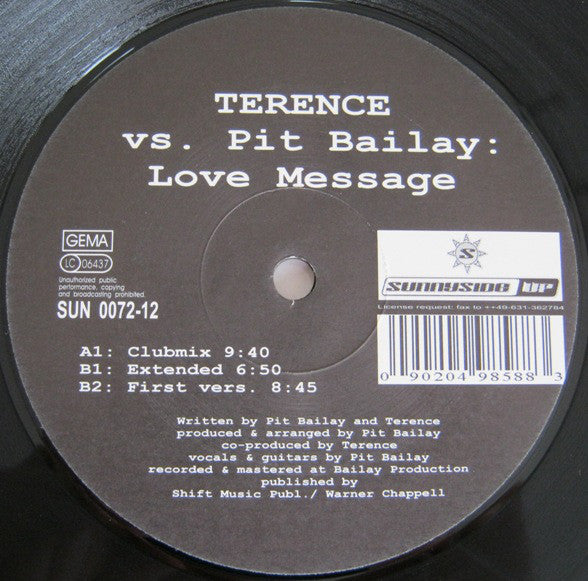 TERENCE
vs. Pit Bailay:
Love Message
GEMA
LC 06437
Unauthorized public
performance, copying
and broadcasting prohibited.
SUN 0072-12
S
sunnyside up
License request: fax to ++49-631-362784
0 90204 98588 3
A1: Clubmix 9:40
B1: Extended 6:50
B2: First vers. 8:45
Written by Pit Bailay and Terence
produced & arranged by Pit Bailay
co-produced by Terence
vocals & guitars by Pit Bailay
recorded & mastered at Bailay Production
published by
Shift Music Publ./ Warner Chappell